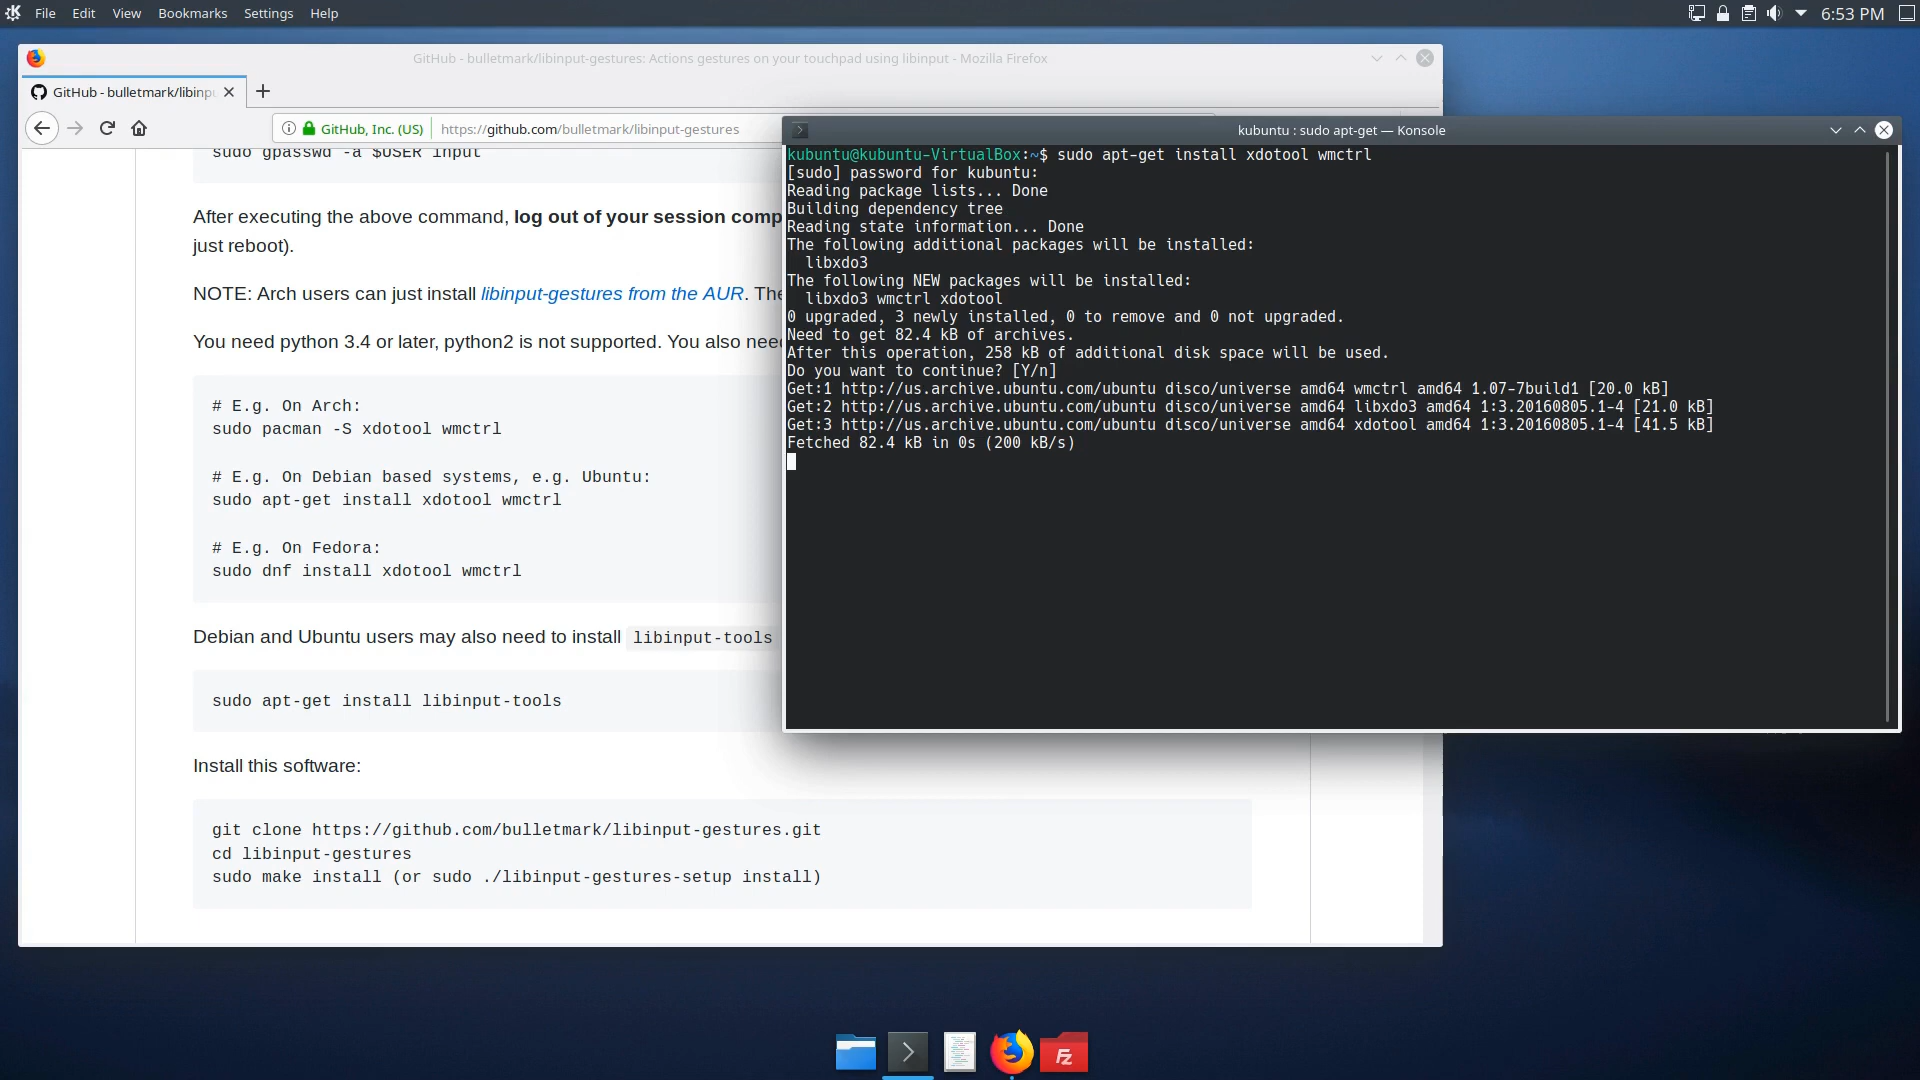 File Edit View Bookmarks Settings Help
6:53 PM
GitHub - bulletmark/libinput-gestures: Actions gestures on your touchpad using libinput - Mozilla Firefox
GitHub - bulletmark/libinpu
GitHub, Inc. (US) https://github.com/bulletmark/libinput-gestures
sudo gpasswd -a $USER input
After executing the above command, log out of your session comp
just reboot).
NOTE: Arch users can just install libinput-gestures from the AUR. The
You need python 3.4 or later, python2 is not supported. You also need
# E.g. On Arch:
sudo pacman -S xdotool wmctrl
# E.g. On Debian based systems, e.g. Ubuntu:
sudo apt-get install xdotool wmctrl
# E.g. On Fedora:
sudo dnf install xdotool wmctrl
Debian and Ubuntu users may also need to install libinput-tools
sudo apt-get install libinput-tools
Install this software:
git clone https://github.com/bulletmark/libinput-gestures.git
cd libinput-gestures
sudo make install (or sudo ./libinput-gestures-setup install)
kubuntu : sudo apt-get — Konsole
kubuntu@kubuntu-VirtualBox:~$ sudo apt-get install xdotool wmctrl
[sudo] password for kubuntu:
Reading package lists... Done
Building dependency tree
Reading state information... Done
The following additional packages will be installed:
libxdo3
The following NEW packages will be installed:
libxdo3 wmctrl xdotool
0 upgraded, 3 newly installed, 0 to remove and 0 not upgraded.
Need to get 82.4 kB of archives.
After this operation, 258 kB of additional disk space will be used.
Do you want to continue? [Y/n]
Get:1 http://us.archive.ubuntu.com/ubuntu disco/universe amd64 wmctrl amd64 1.07-7build1 [20.0 kB]
Get:2 http://us.archive.ubuntu.com/ubuntu disco/universe amd64 libxdo3 amd64 1:3.20160805.1-4 [21.0 kB]
Get:3 http://us.archive.ubuntu.com/ubuntu disco/universe amd64 xdotool amd64 1:3.20160805.1-4 [41.5 kB]
Fetched 82.4 kB in 0s (200 kB/s)
Fz